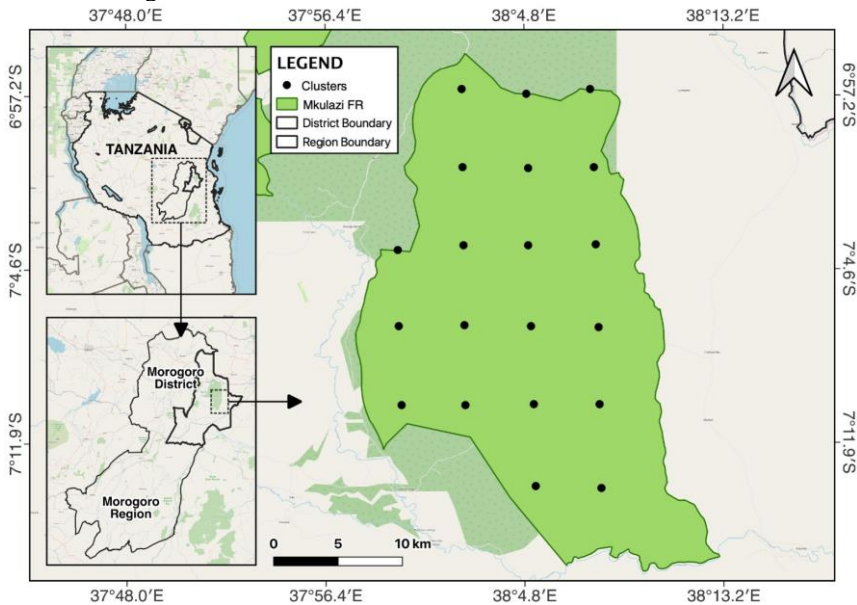 37°48.0′E 37°56.4′E 38°4.8′E 38°13.2′E
6°57.2′S
7°4.6′S
7°11.9′S
TANZANIA
LEGEND
Clusters
Mkulazi FR
District Boundary
Region Boundary
6°57.2′S
7°4.6′S
7°11.9′S
Morogoro
District
Morogoro
Region
0 5 10 km
37°48.0′E 37°56.4′E 38°4.8′E 38°13.2′E